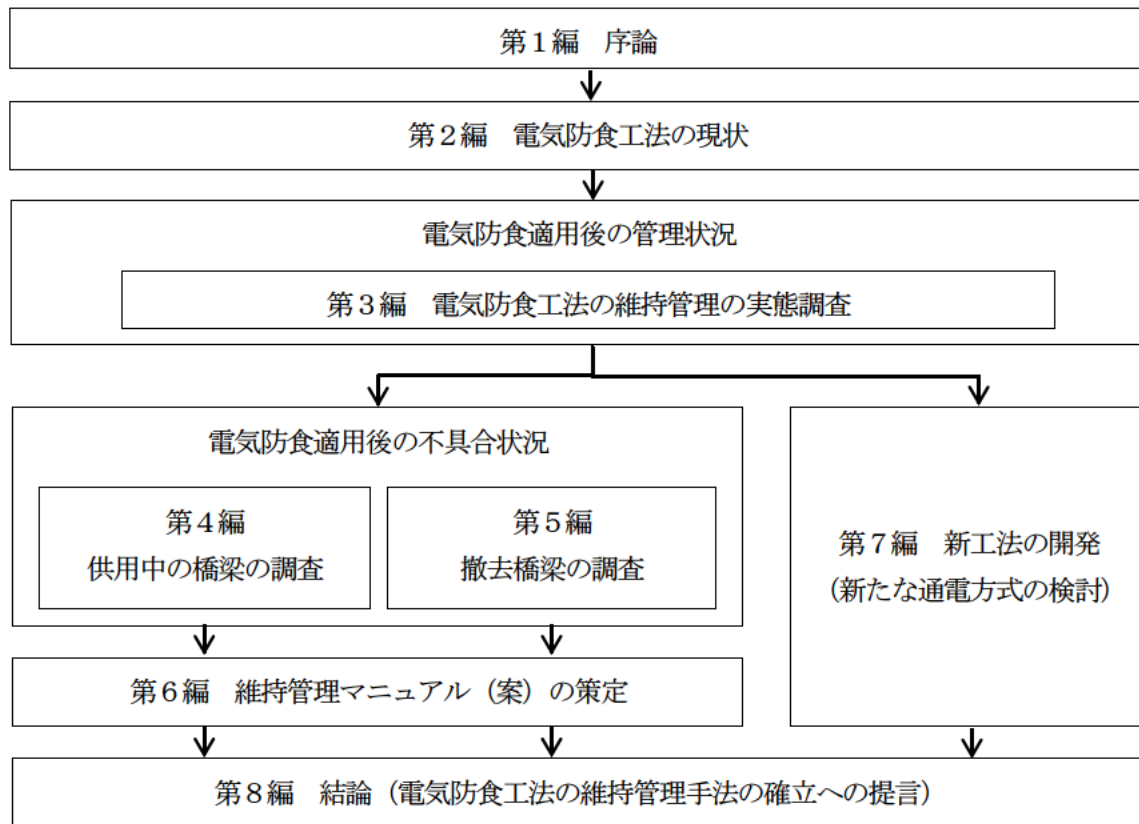 第１編　序論
第２編　電気防食工法の現状
電気防食適用後の管理状況
第３編　電気防食工法の維持管理の実態調査
電気防食適用後の不具合状況
第４編
供用中の橋梁の調査
第５編
撤去橋梁の調査
第７編　新工法の開発
（新たな通電方式の検討）
第６編　維持管理マニュアル（案）の策定
第８編　結論（電気防食工法の維持管理手法の確立への提言）